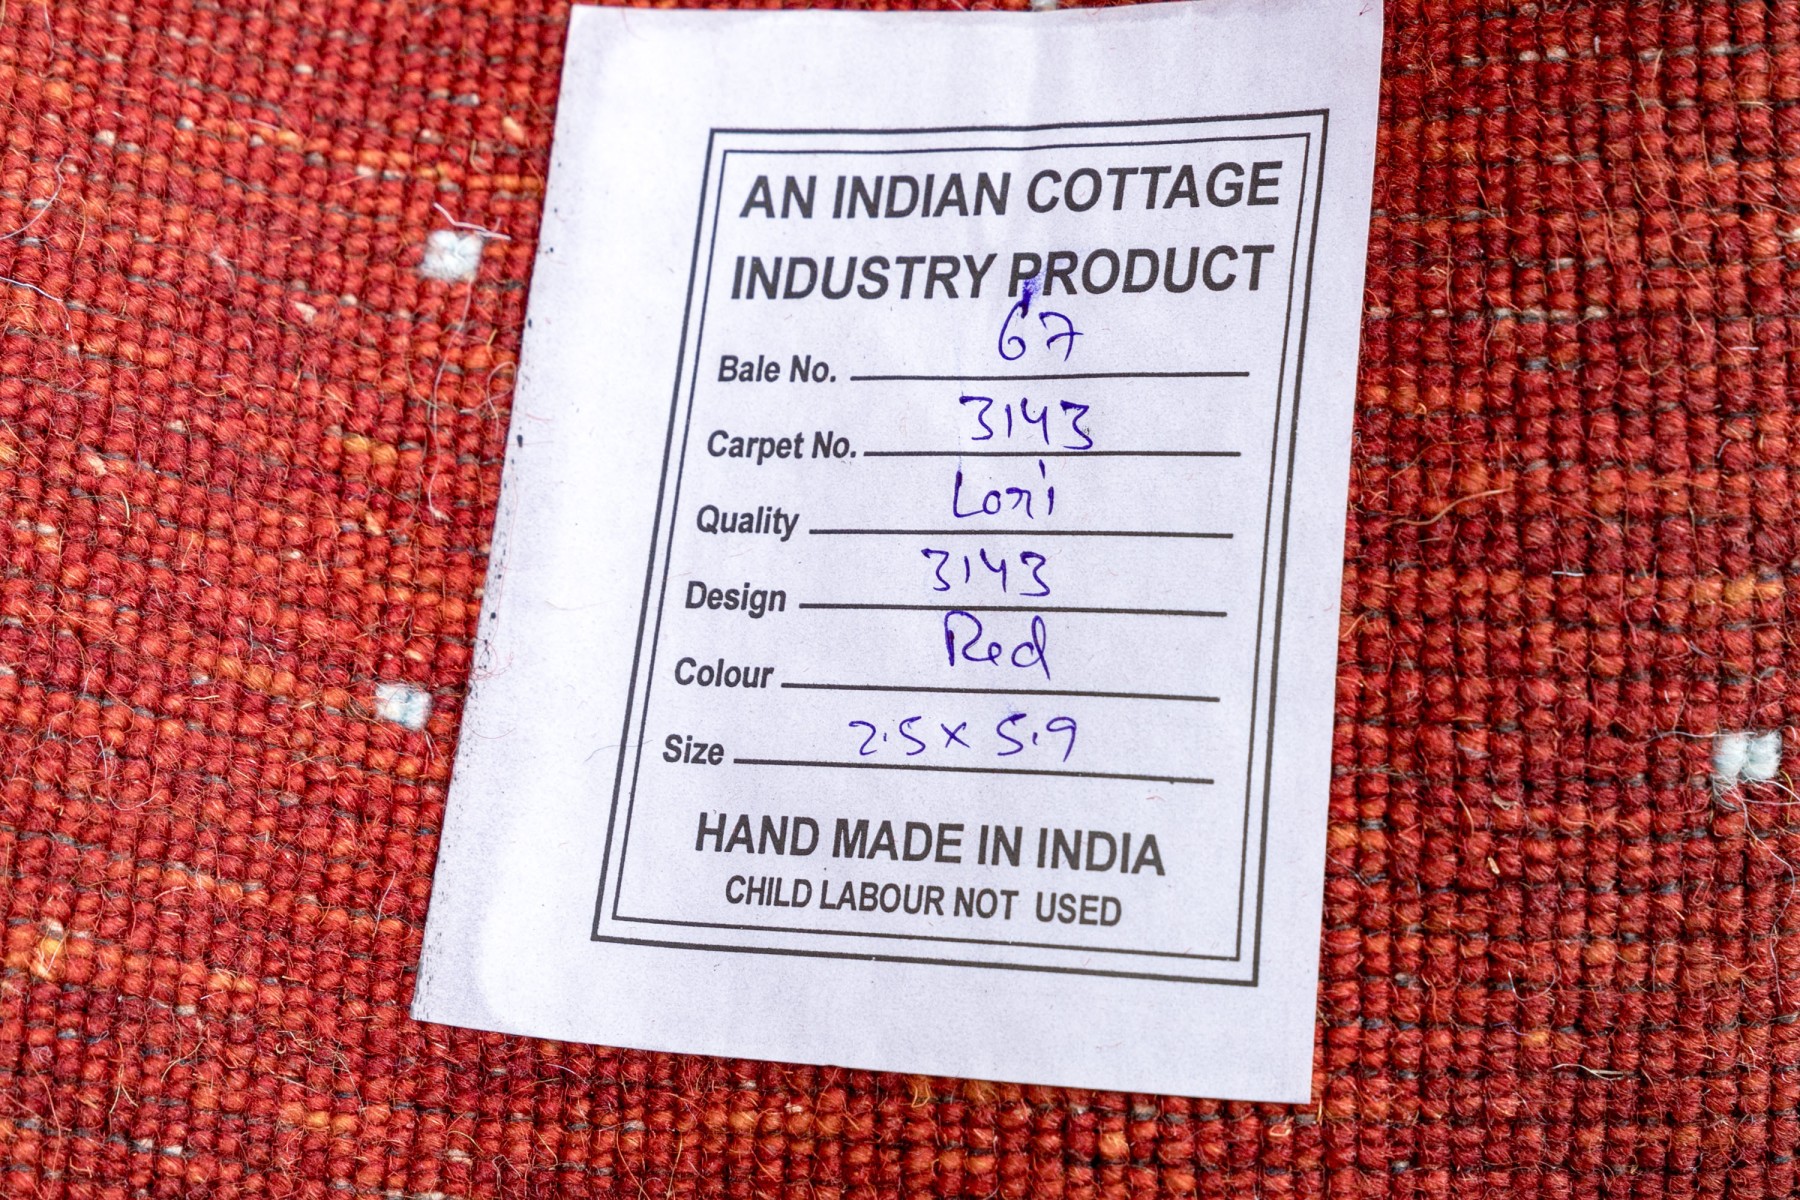 AN INDIAN COTTAGE
INDUSTRY PRODUCT
Bale No. 67
Carpet No. 3143
Quality Lori
Design 3143
Colour Red
Size 2.5 x 5.9
HAND MADE IN INDIA
CHILD LABOUR NOT USED